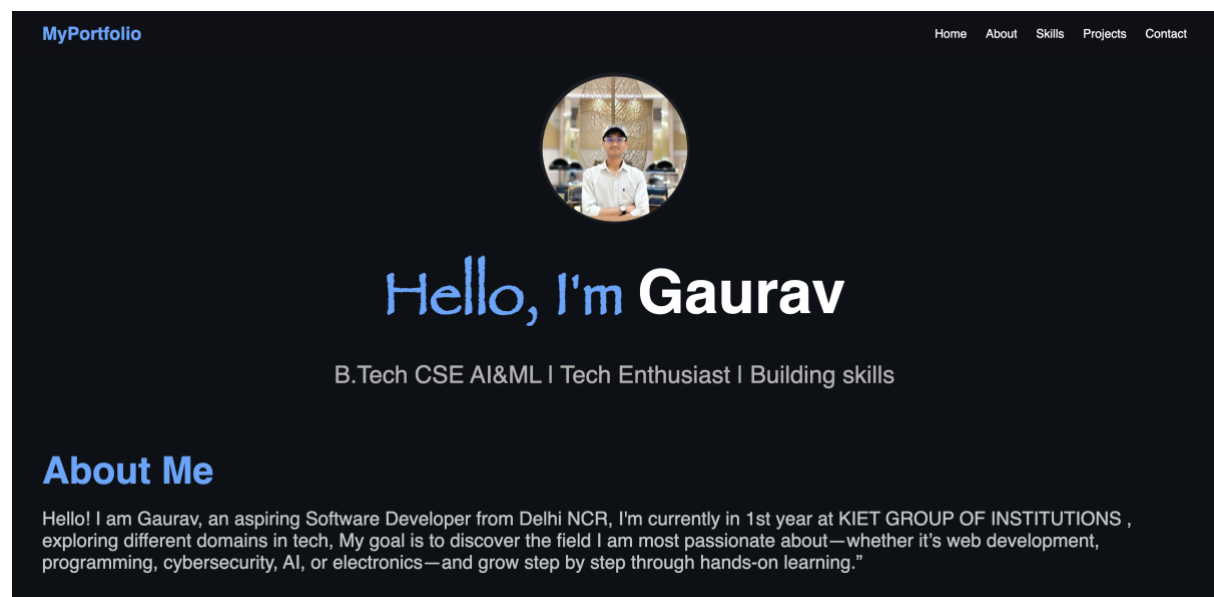 MyPortfolio
Home About Skills Projects Contact
Hello, I'm Gaurav
B.Tech CSE AI&ML | Tech Enthusiast | Building skills
About Me
Hello! I am Gaurav, an aspiring Software Developer from Delhi NCR, I'm currently in 1st year at KIET GROUP OF INSTITUTIONS ,
exploring different domains in tech, My goal is to discover the field I am most passionate about—whether it’s web development,
programming, cybersecurity, AI, or electronics—and grow step by step through hands-on learning.”